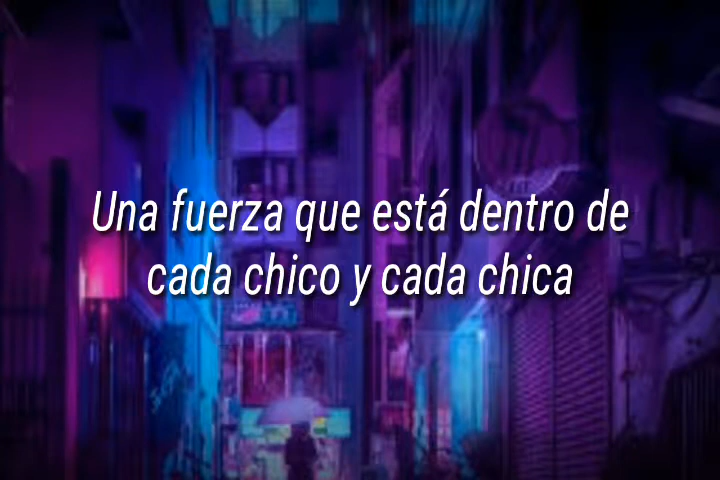 Una fuerza que está dentro de
cada chico y cada chica